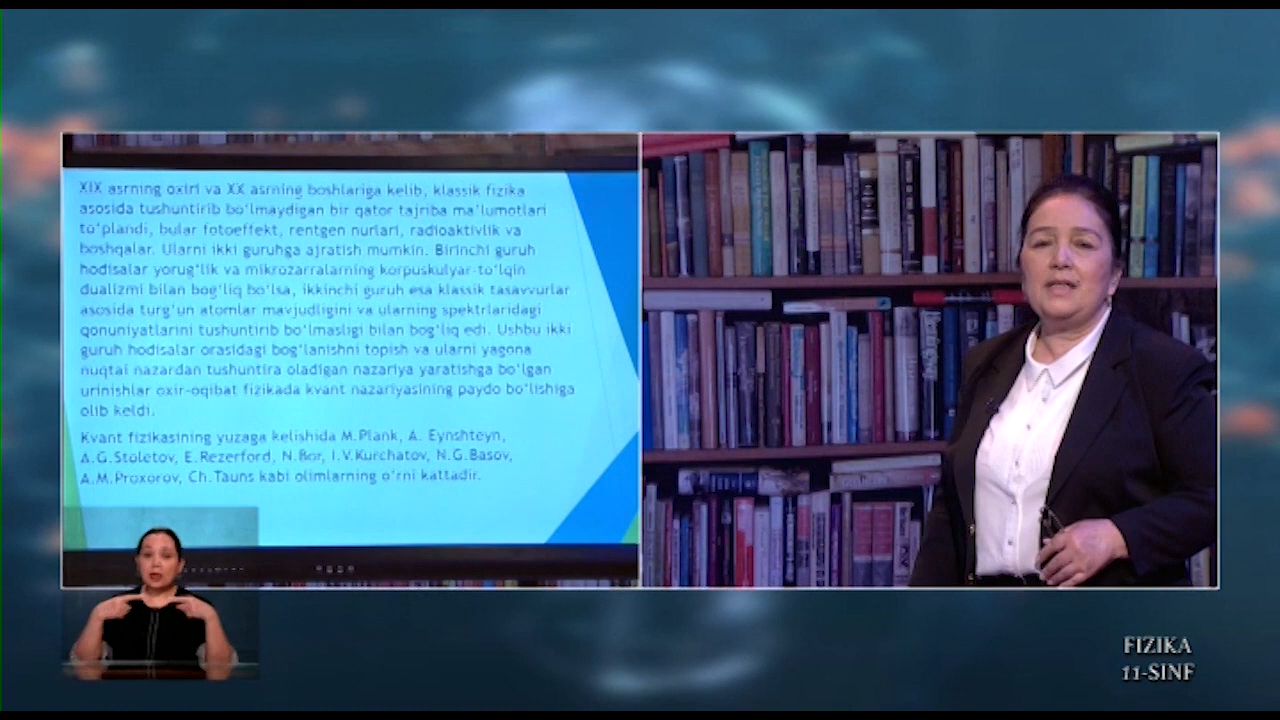 XIX asrning oxiri va XX asrning boshlariga kelib, klassik fizika
asosida tushuntirib bo‘lmaydigan bir qator tajriba ma’lumotlari
to‘plandi, bular fotoeffekt, rentgen nurlari, radioaktivlik va
boshqalar. Ularni ikki guruhga ajratish mumkin. Birinchi guruh
hodisalar yorug‘lik va mikrozarralarning korpuskulyar-to‘lqin
dualizmi bilan bog‘liq bo‘lsa, ikkinchi guruh esa klassik tasavvurlar
asosida turg‘un atomlar mavjudligini va ularning spektrlaridagi
qonuniyatlarini tushuntirib bo‘lmasligi bilan bog‘liq edi. Ushbu ikki
guruh hodisalar orasidagi bog‘lanishni topish va ularni yagona
nuqtai nazardan tushuntira oladigan nazariya yaratishga bo‘lgan
urinishlar oxir-oqibat fizikada kvant nazariyasining paydo bo‘lishiga
olib keldi.
Kvant fizikasining yuzaga kelishida M.Plank, A. Eynshteyn,
A.G.Stoletov, E.Rezerford, N.Bor, I.V.Kurchatov, N.G.Basov,
A.M.Proxorov, Ch.Tauns kabi olimlarning o‘rni kattadir.
FIZIKA
11-SINF